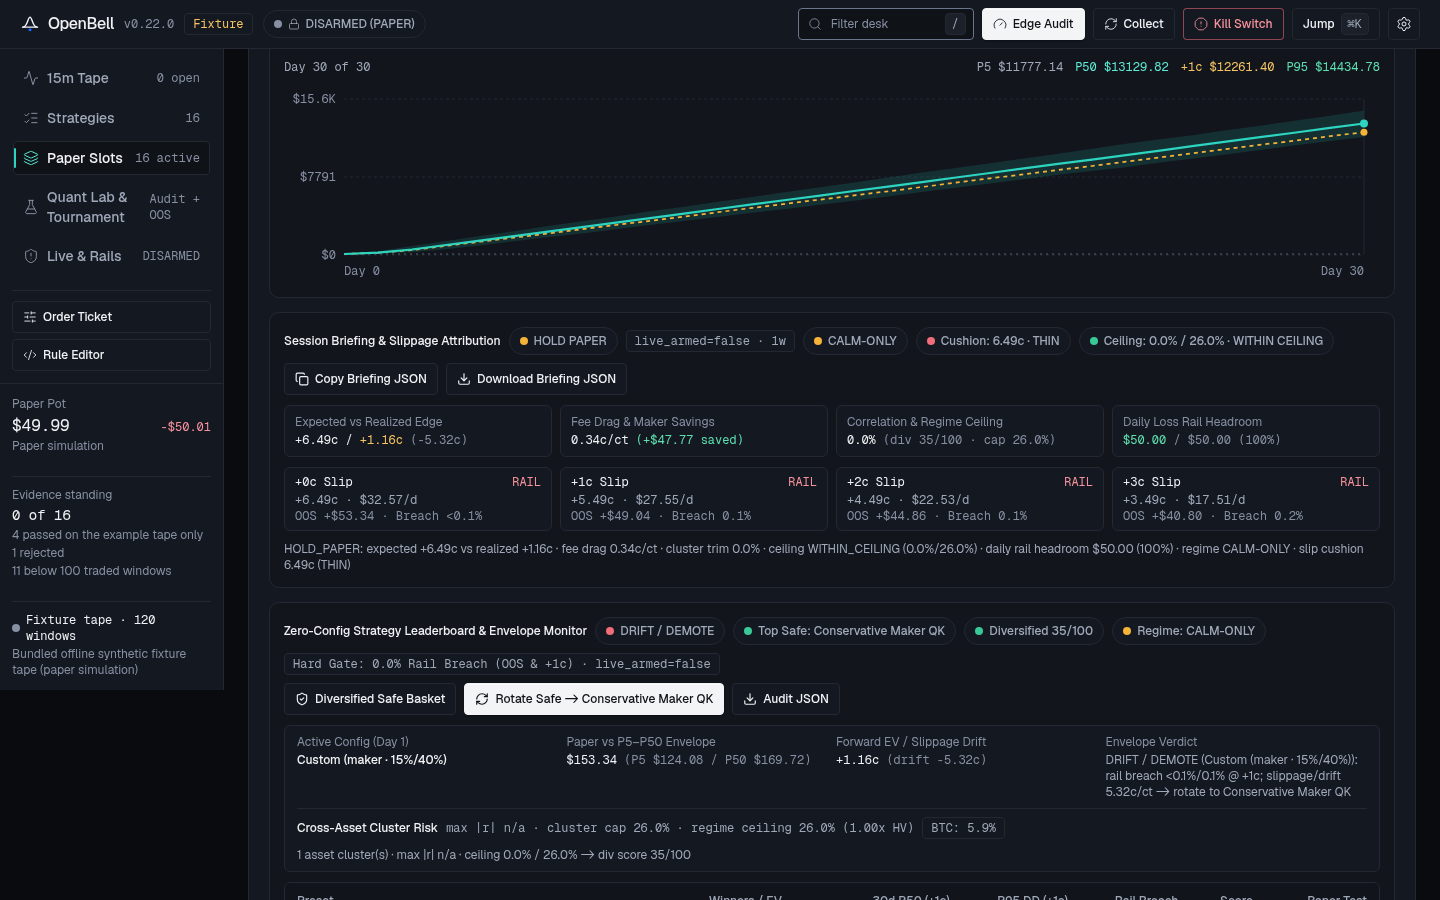 OpenBell v0.22.0 Fixture DISARMED (PAPER) Filter desk / Edge Audit Collect Kill Switch Jump ⌘K
15m Tape 0 open
Strategies 16
Paper Slots 16 active
Quant Lab & Tournament Audit + OOS
Live & Rails DISARMED
Order Ticket
Rule Editor
Paper Pot
$49.99 -$50.01
Paper simulation
Evidence standing
0 of 16
4 passed on the example tape only
1 rejected
11 below 100 traded windows
Fixture tape · 120
windows
Bundled offline synthetic fixture
tape (paper simulation)
Day 30 of 30 P5 $11777.14 P50 $13129.82 +1c $12261.40 P95 $14434.78
$15.6K
$7791
$0
Day 0 Day 30
Session Briefing & Slippage Attribution HOLD PAPER live_armed=false · 1w CALM-ONLY Cushion: 6.49c · THIN Ceiling: 0.0% / 26.0% · WITHIN CEILING
Copy Briefing JSON Download Briefing JSON
Expected vs Realized Edge Fee Drag & Maker Savings Correlation & Regime Ceiling Daily Loss Rail Headroom
+6.49c / +1.16c (-5.32c) 0.34c/ct (+$47.77 saved) 0.0% (div 35/100 · cap 26.0%) $50.00 / $50.00 (100%)
+0c Slip RAIL +1c Slip RAIL +2c Slip RAIL +3c Slip RAIL
+6.49c · $32.57/d +5.49c · $27.55/d +4.49c · $22.53/d +3.49c · $17.51/d
OOS +$53.34 · Breach <0.1% OOS +$49.04 · Breach 0.1% OOS +$44.86 · Breach 0.1% OOS +$40.80 · Breach 0.2%
HOLD_PAPER: expected +6.49c vs realized +1.16c · fee drag 0.34c/ct · cluster trim 0.0% · ceiling WITHIN_CEILING (0.0%/26.0%) · daily rail headroom $50.00 (100%) · regime CALM-ONLY · slip cushion
6.49c (THIN)
Zero-Config Strategy Leaderboard & Envelope Monitor DRIFT / DEMOTE Top Safe: Conservative Maker QK Diversified 35/100 Regime: CALM-ONLY
Hard Gate: 0.0% Rail Breach (OOS & +1c) · live_armed=false
Diversified Safe Basket Rotate Safe -> Conservative Maker QK Audit JSON
Active Config (Day 1) Paper vs P5–P50 Envelope Forward EV / Slippage Drift Envelope Verdict
Custom (maker · 15%/40%) $153.34 (P5 $124.08 / P50 $169.72) +1.16c (drift -5.32c) DRIFT / DEMOTE (Custom (maker · 15%/40%)):
rail breach <0.1%/0.1% @ +1c; slippage/drift
5.32c/ct -> rotate to Conservative Maker QK
Cross-Asset Cluster Risk max |r| n/a · cluster cap 26.0% · regime ceiling 26.0% (1.00x HV) BTC: 5.9%
1 asset cluster(s) · max |r| n/a · ceiling 0.0% / 26.0% -> div score 35/100